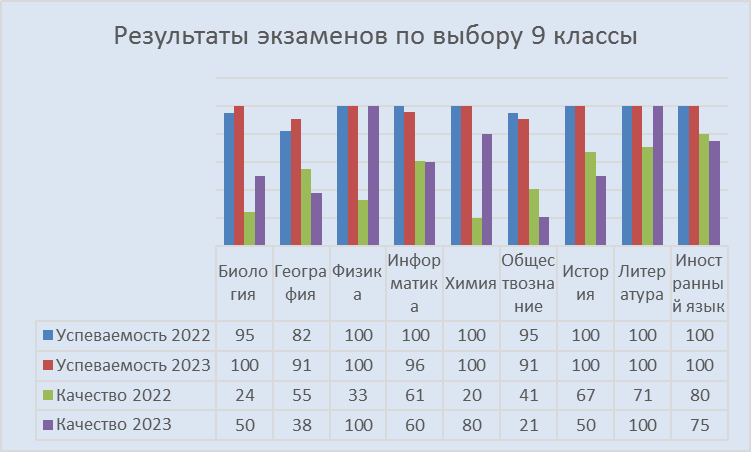 Результаты экзаменов по выбору 9 классы
Биоло
гия
Геогра
фия
Физик
а
Инфор
матик
а
Химия
Общес
твозна
ние
Истор
ия
Литер
атура
Иност
ранны
й язык
Успеваемость 2022 95 82 100 100 100 95 100 100 100
Успеваемость 2023 100 91 100 96 100 91 100 100 100
Качество 2022 24 55 33 61 20 41 67 71 80
Качество 2023 50 38 100 60 80 21 50 100 75